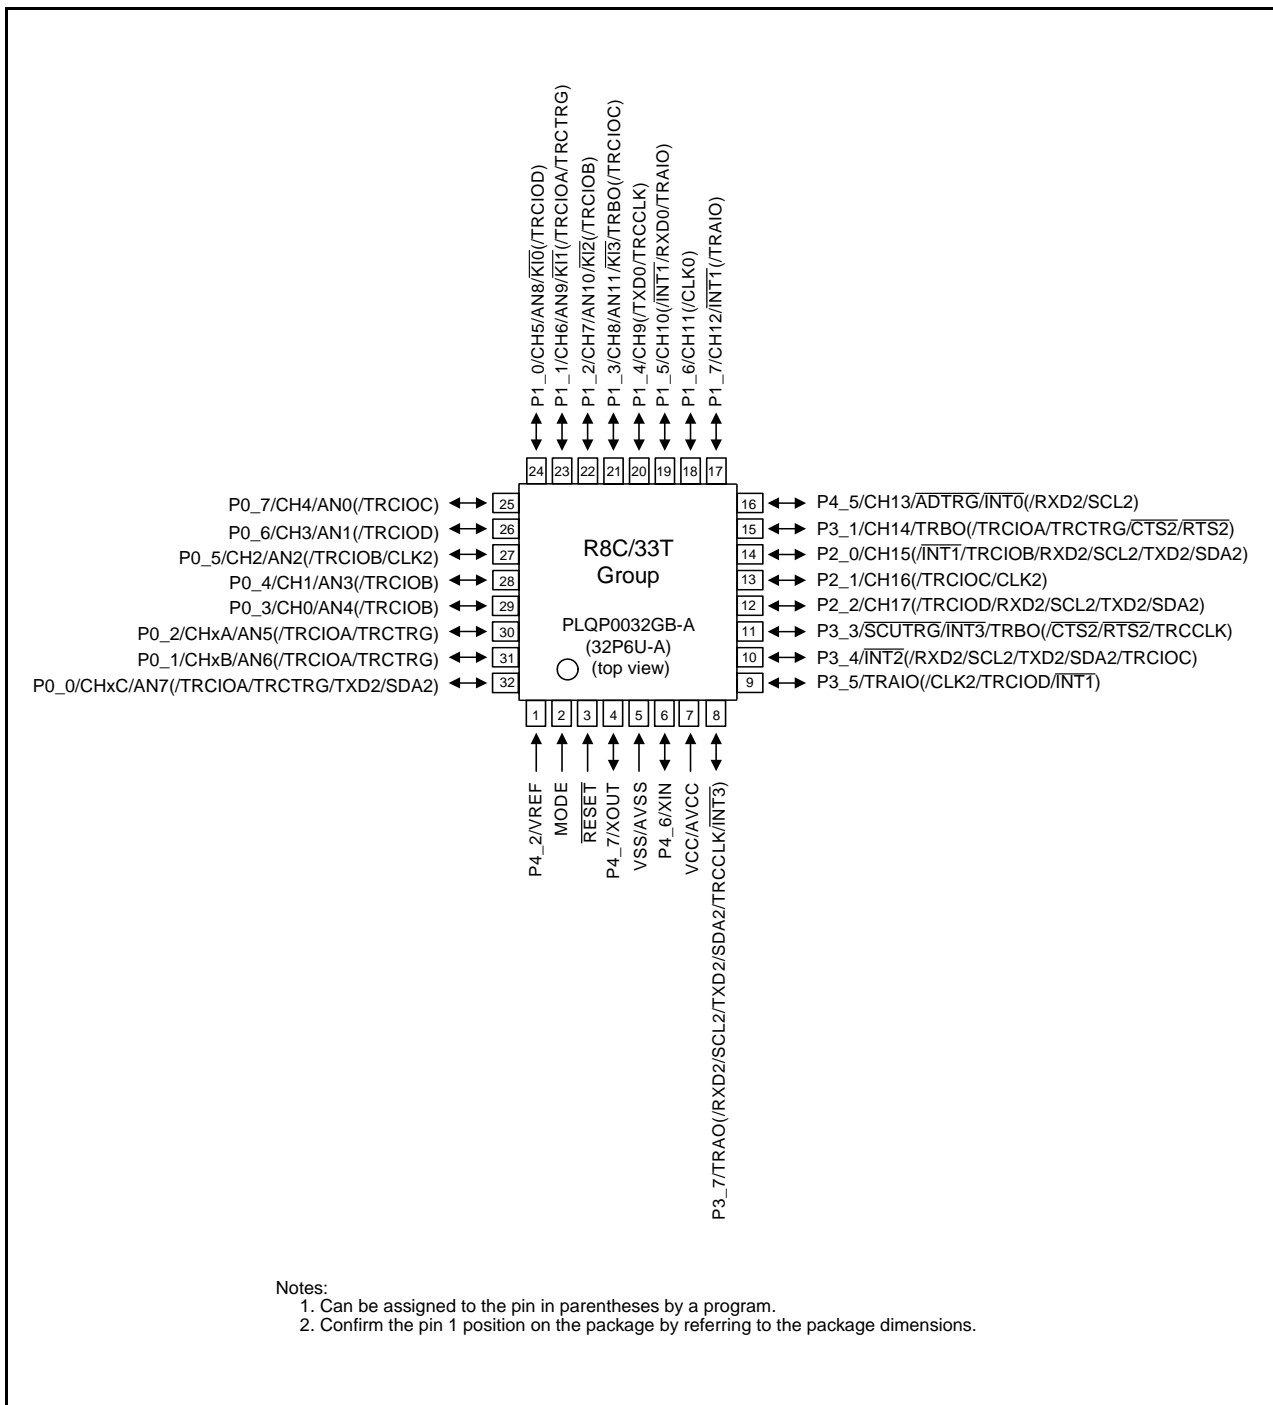 P1_0/CH5/AN8/KI0(/TRCIOD)
P1_1/CH6/AN9/KI1(/TRCIOA/TRCTRG)
P1_2/CH7/AN10/KI2(/TRCIOB)
P1_3/CH8/AN11/KI3/TRBO(/TRCIOC)
P1_4/CH9(/TXD0/TRCCLK)
P1_5/CH10(/INT1/RXD0/TRAIO)
P1_6/CH11(/CLK0)
P1_7/CH12/INT1(/TRAIO)
24 23 22 21 20 19 18 17
P0_7/CH4/AN0(/TRCIOC) 25
P0_6/CH3/AN1(/TRCIOD) 26
P0_5/CH2/AN2(/TRCIOB/CLK2) 27
P0_4/CH1/AN3(/TRCIOB) 28
P0_3/CH0/AN4(/TRCIOB) 29
P0_2/CHxA/AN5(/TRCIOA/TRCTRG) 30
P0_1/CHxB/AN6(/TRCIOA/TRCTRG) 31
P0_0/CHxC/AN7(/TRCIOA/TRCTRG/TXD2/SDA2) 32
R8C/33T
Group
PLQP0032GB-A
(32P6U-A)
(top view)
16 P4_5/CH13/ADTRG/INT0(/RXD2/SCL2)
15 P3_1/CH14/TRBO(/TRCIOA/TRCTRG/CTS2/RTS2)
14 P2_0/CH15(/INT1/TRCIOB/RXD2/SCL2/TXD2/SDA2)
13 P2_1/CH16(/TRCIOC/CLK2)
12 P2_2/CH17(/TRCIOD/RXD2/SCL2/TXD2/SDA2)
11 P3_3/SCUTRG/INT3/TRBO(/CTS2/RTS2/TRCCLK)
10 P3_4/INT2(/RXD2/SCL2/TXD2/SDA2/TRCIOC)
9 P3_5/TRAIO(/CLK2/TRCIOD/INT1)
1 2 3 4 5 6 7 8
P4_2/VREF
MODE
RESET
P4_7/XOUT
VSS/AVSS
P4_6/XIN
VCC/AVCC
P3_7/TRAO(/RXD2/SCL2/TXD2/SDA2/TRCCLK/INT3)
Notes:
1. Can be assigned to the pin in parentheses by a program.
2. Confirm the pin 1 position on the package by referring to the package dimensions.